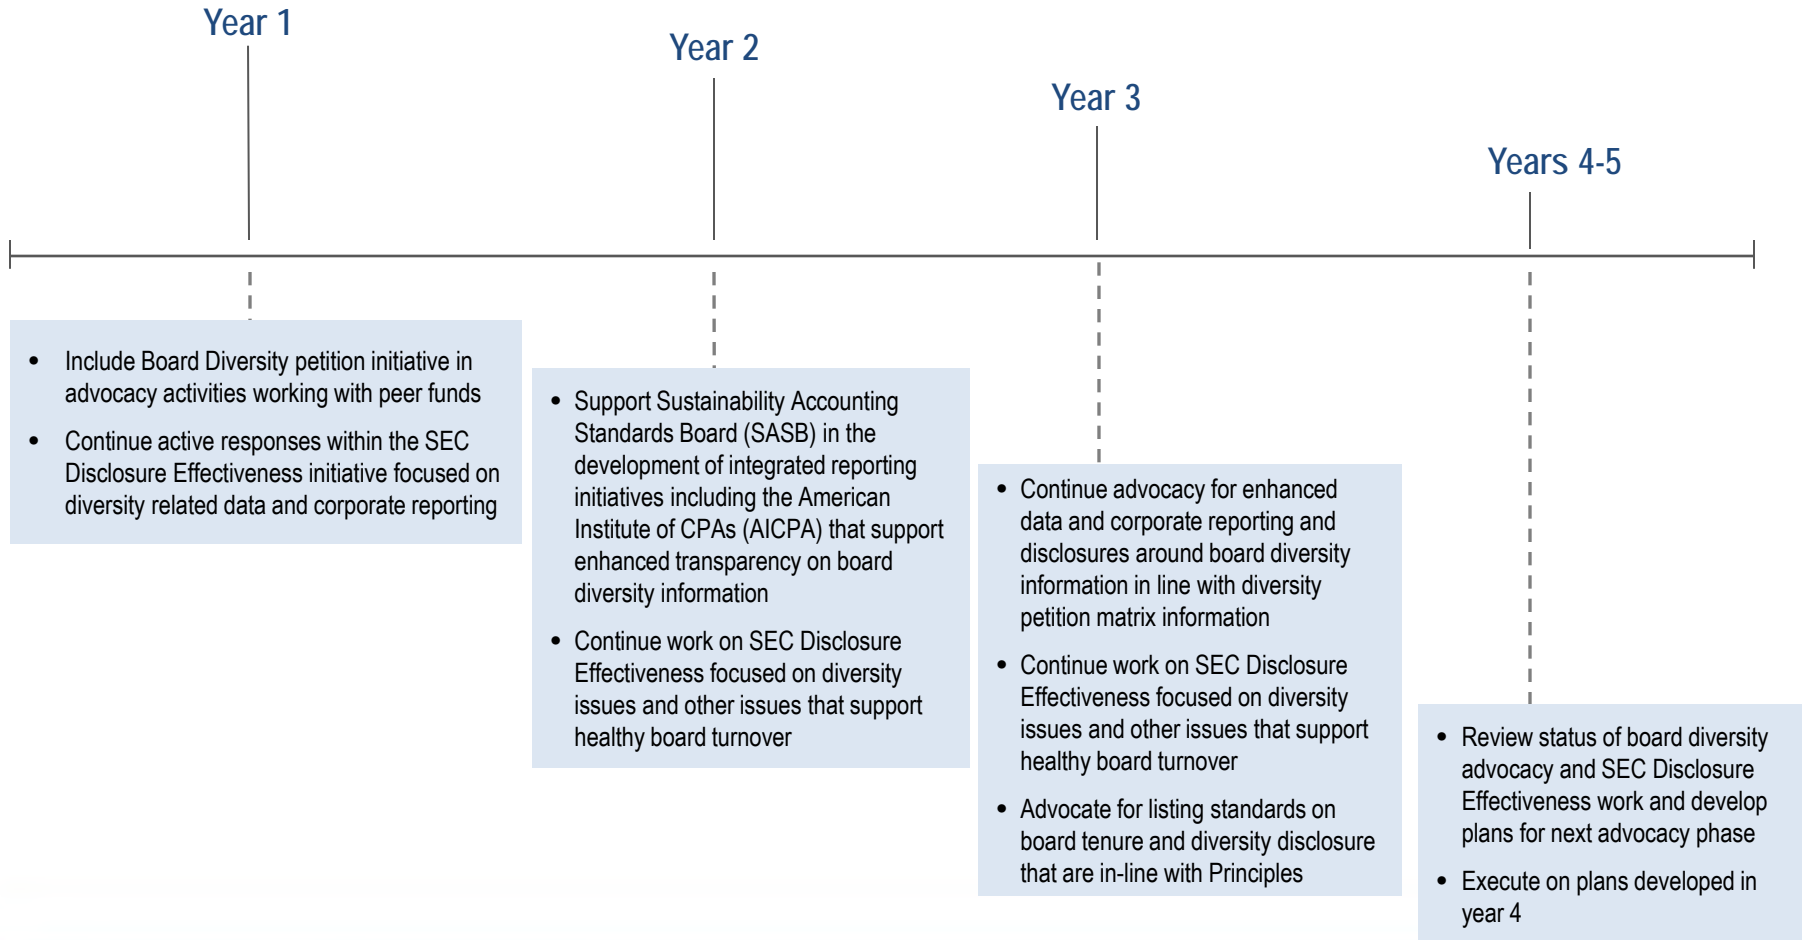 Year 1
Year 2
Year 3
Years 4-5
• Include Board Diversity petition initiative in
advocacy activities working with peer funds
• Continue active responses within the SEC
Disclosure Effectiveness initiative focused on
diversity related data and corporate reporting
• Support Sustainability Accounting
Standards Board (SASB) in the
development of integrated reporting
initiatives including the American
Institute of CPAs (AICPA) that support
enhanced transparency on board
diversity information
• Continue work on SEC Disclosure
Effectiveness focused on diversity
issues and other issues that support
healthy board turnover
• Continue advocacy for enhanced
data and corporate reporting and
disclosures around board diversity
information in line with diversity
petition matrix information
• Continue work on SEC Disclosure
Effectiveness focused on diversity
issues and other issues that support
healthy board turnover
• Advocate for listing standards on
board tenure and diversity disclosure
that are in-line with Principles
• Review status of board diversity
advocacy and SEC Disclosure
Effectiveness work and develop
plans for next advocacy phase
• Execute on plans developed in
year 4